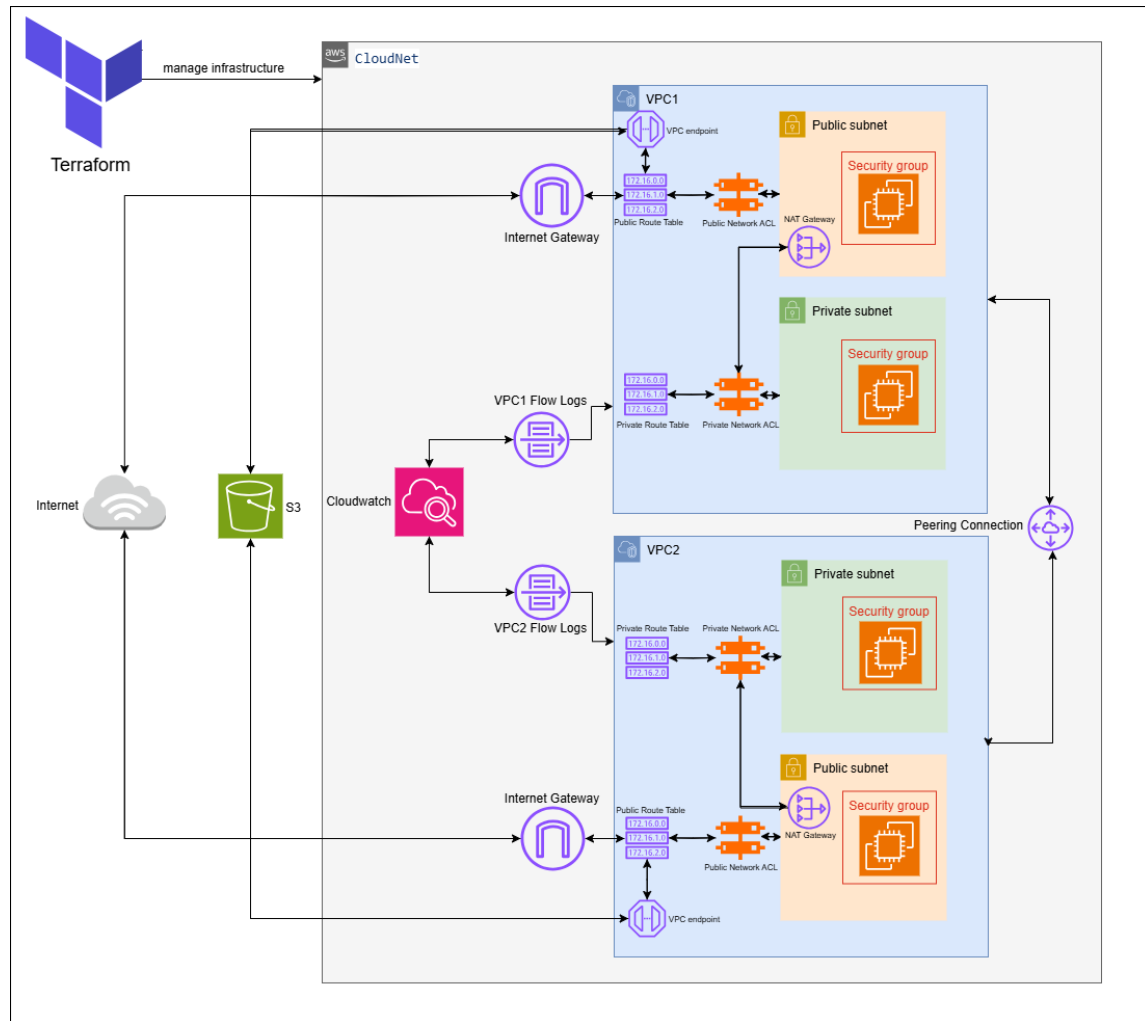 Terraform
manage infrastructure
aws
CloudNet
VPC1
VPC endpoint
Public subnet
Security group
172.16.0.0
172.16.1.0
172.16.2.0
Public Route Table
Public Network ACL
NAT Gateway
Internet Gateway
Private subnet
Security group
172.16.0.0
172.16.1.0
172.16.2.0
Private Route Table
Private Network ACL
VPC1 Flow Logs
Cloudwatch
Internet
S3
Peering Connection
VPC2
Private subnet
Security group
VPC2 Flow Logs
Private Route Table
Private Network ACL
172.16.0.0
172.16.1.0
172.16.2.0
Public subnet
Security group
NAT Gateway
Internet Gateway
Public Route Table
172.16.0.0
172.16.1.0
172.16.2.0
Public Network ACL
VPC endpoint